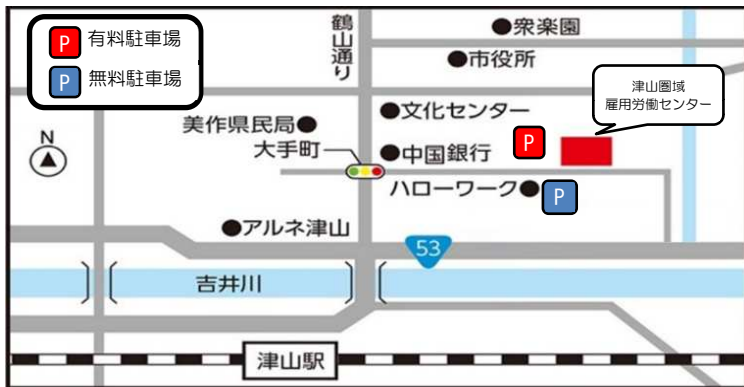 P 有料駐車場
P 無料駐車場
鶴山通り
●衆楽園
●市役所
津山圏域
雇用労働センター
●文化センター
美作県民局●
大手町
●中国銀行
P
N
ハローワーク●
P
●アルネ津山
53
吉井川
津山駅